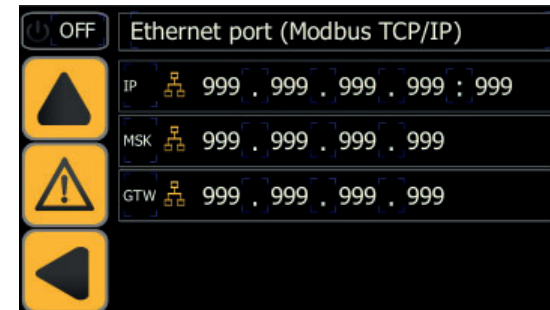 OFF
Ethernet port (Modbus TCP/IP)
IP 999 . 999 . 999 . 999 : 999
MSK 999 . 999 . 999 . 999
GTW 999 . 999 . 999 . 999